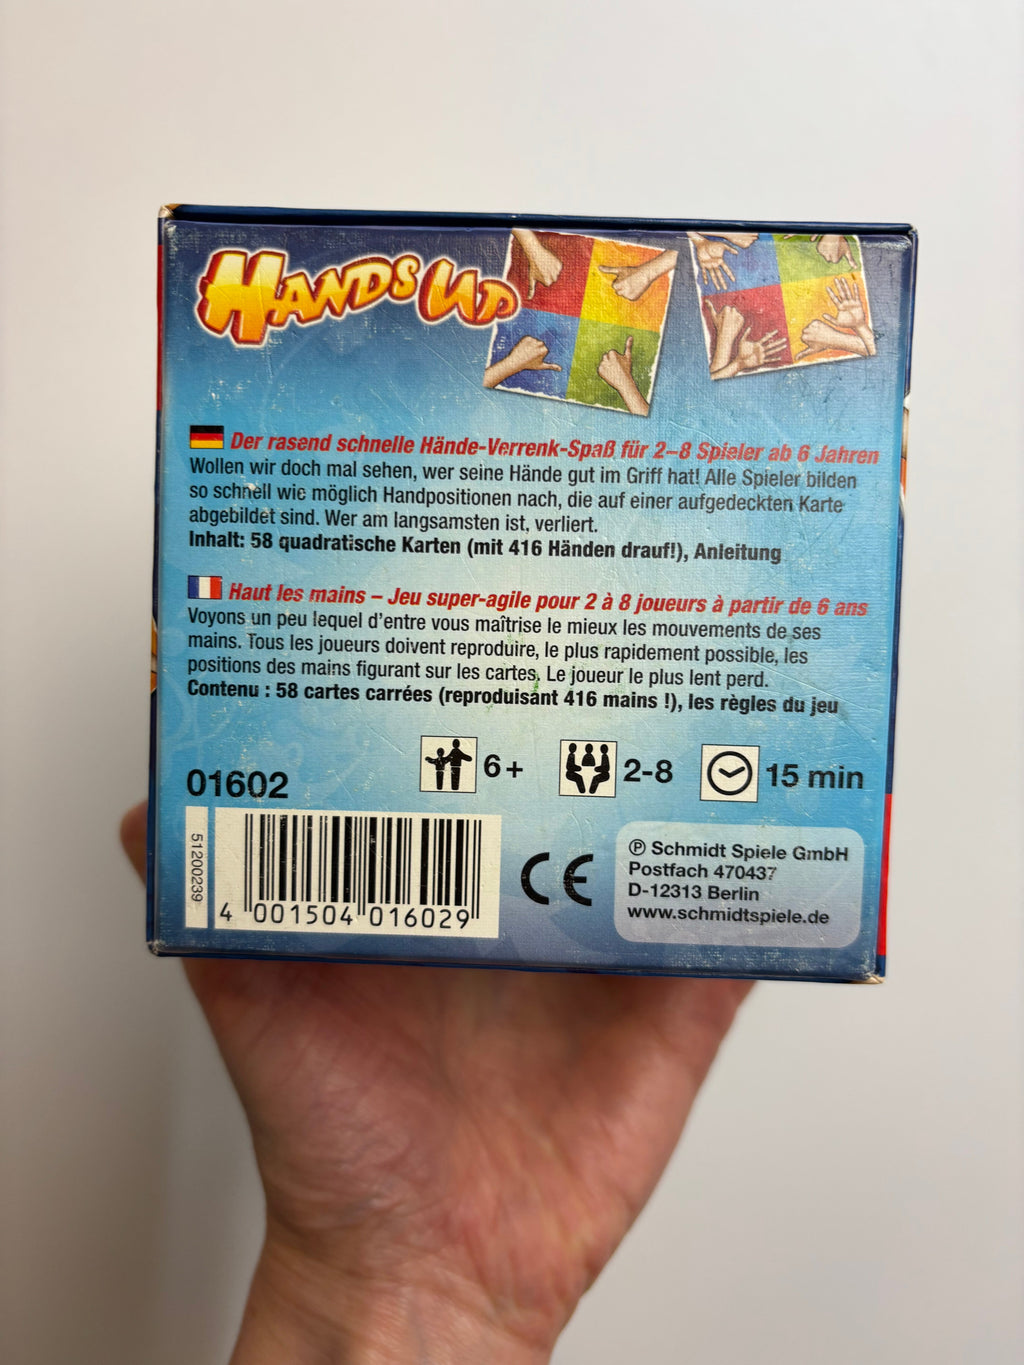 HANDS UP
Der rasend schnelle Hände-Verrenk-Spaß für 2–8 Spieler ab 6 Jahren
Wollen wir doch mal sehen, wer seine Hände gut im Griff hat! Alle Spieler bilden
so schnell wie möglich Handpositionen nach, die auf einer aufgedeckten Karte
abgebildet sind. Wer am langsamsten ist, verliert.
Inhalt: 58 quadratische Karten (mit 416 Händen drauf!), Anleitung
Haut les mains – Jeu super-agile pour 2 à 8 joueurs à partir de 6 ans
Voyons un peu lequel d'entre vous maîtrise le mieux les mouvements de ses
mains. Tous les joueurs doivent reproduire, le plus rapidement possible, les
positions des mains figurant sur les cartes. Le joueur le plus lent perd.
Contenu : 58 cartes carrées (reproduisant 416 mains !), les règles du jeu
01602
6+
2-8
15 min
51200239
4 001504 016029
CE
Ⓟ Schmidt Spiele GmbH
Postfach 470437
D-12313 Berlin
www.schmidtspiele.de